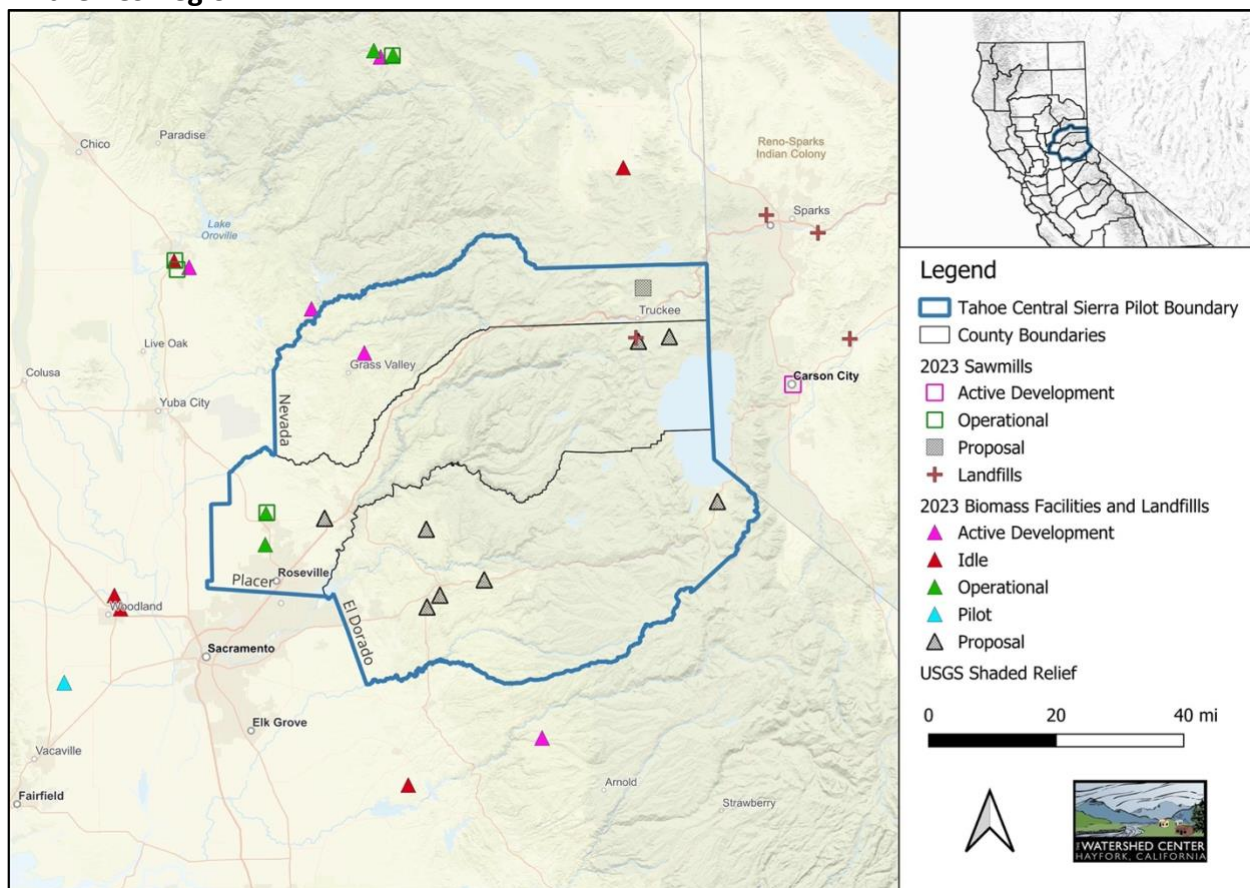 Paradise
Chico
Reno-Sparks
Indian Colony
Sparks
Lake
Oroville
Truckee
Live Oak
Grass Valley
Colusa
Yuba City
Carson City
Nevada
Placer
Roseville
Woodland
El Dorado
Sacramento
Elk Grove
Vacaville
Fairfield
Arnold
Strawberry
Legend
Tahoe Central Sierra Pilot Boundary
County Boundaries
2023 Sawmills
Active Development
Operational
Proposal
Landfills
2023 Biomass Facilities and Landfillls
Active Development
Idle
Operational
Pilot
Proposal
USGS Shaded Relief
0 20 40 mi
THE
WATERSHED CENTER
HAYFORK, CALIFORNIA